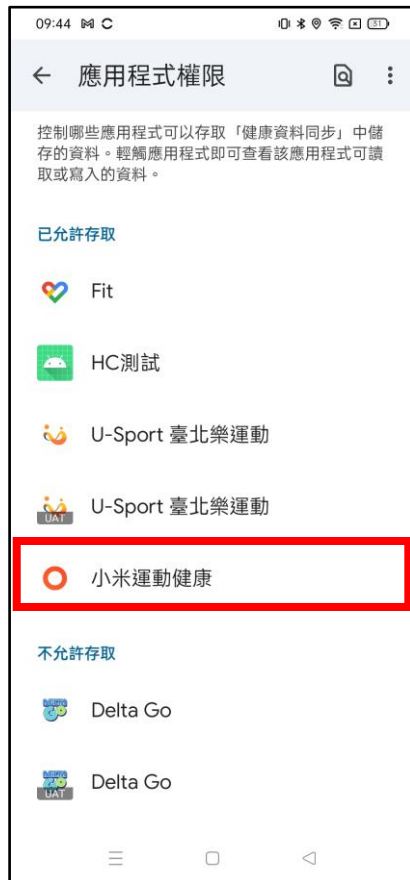 09:44
31
應用程式權限
控制哪些應用程式可以存取「健康資料同步」中儲
存的資料。輕觸應用程式即可查看該應用程式可讀
取或寫入的資料。
已允許存取
Fit
HC測試
U-Sport 臺北樂運動
U-Sport 臺北樂運動
UAT
小米運動健康
不允許存取
Delta Go
Delta Go
UAT